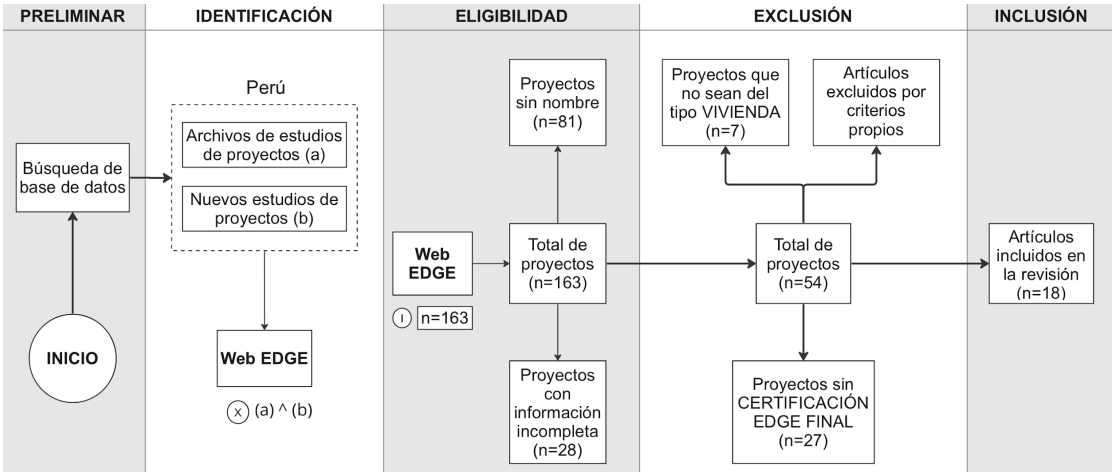 PRELIMINAR
IDENTIFICACIÓN
ELIGIBILIDAD
EXCLUSIÓN
INCLUSIÓN
Búsqueda de
base de datos
INICIO
Perú
Archivos de estudios
de proyectos (a)
Nuevos estudios de
proyectos (b)
Web EDGE
x (a) ^ (b)
Web
EDGE
I n=163
Proyectos
sin nombre
(n=81)
Total de
proyectos
(n=163)
Proyectos
con
información
incompleta
(n=28)
Proyectos que
no sean del
tipo VIVIENDA
(n=7)
Artículos
excluidos por
criterios
propios
Total de
proyectos
(n=54)
Proyectos sin
CERTIFICACIÓN
EDGE FINAL
(n=27)
Artículos
incluidos en
la revisión
(n=18)